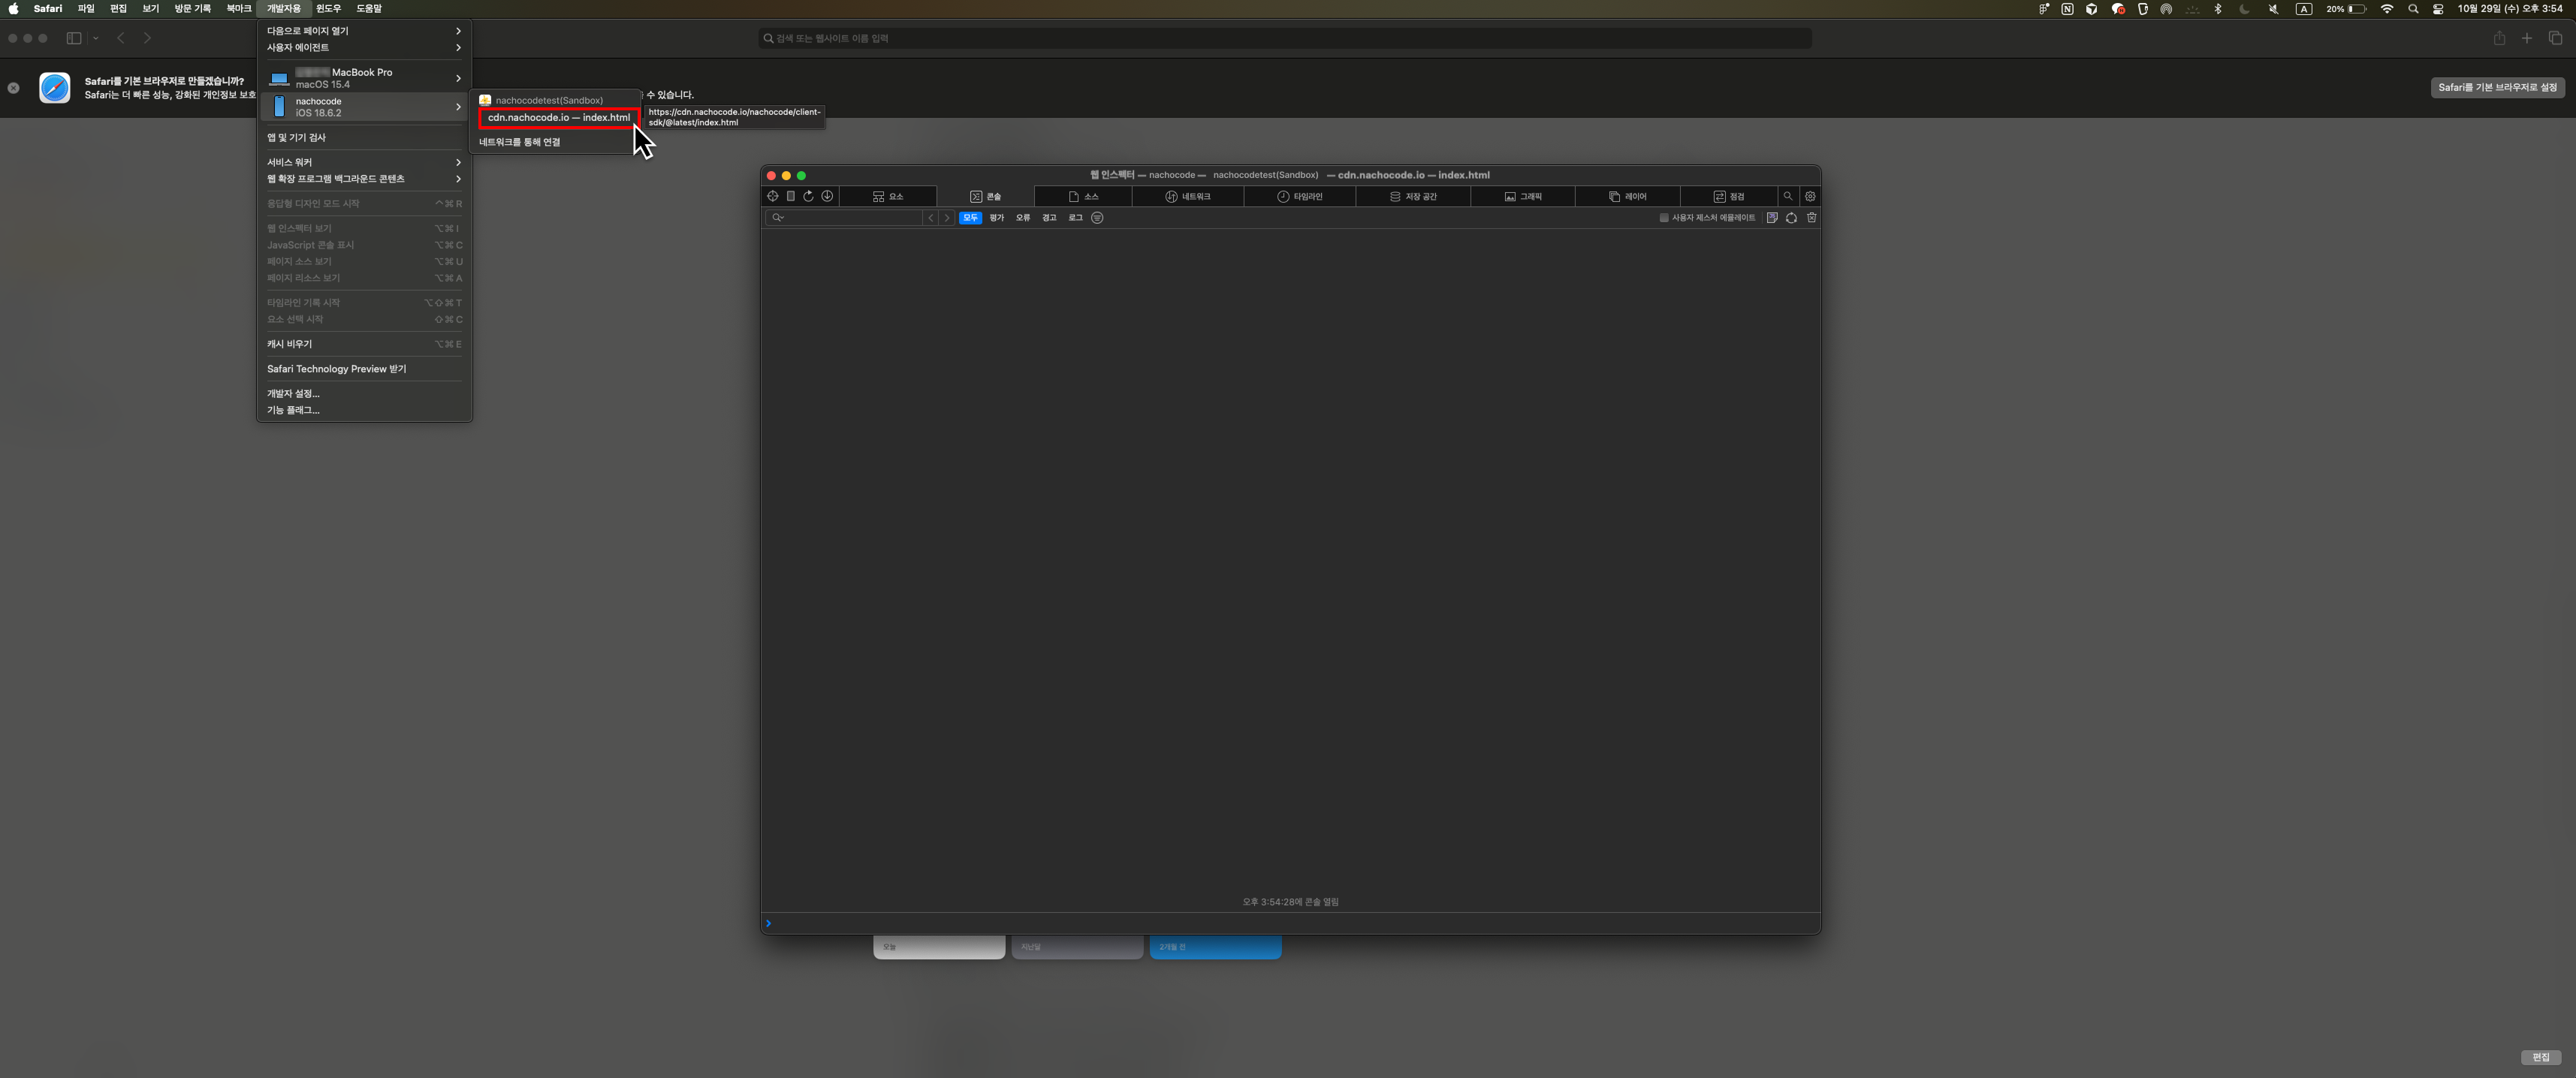 Safari 파일 편집 보기 방문 기록 북마크 개발자용 윈도우 도움말
A 20% 10월 29일 (수) 오후 3:54
검색 또는 웹사이트 이름 입력
Safari를 기본 브라우저로 만들겠습니까?
Safari는 더 빠른 성능, 강화된 개인정보 보호
수 있습니다.
Safari를 기본 브라우저로 설정
다음으로 페이지 열기
사용자 에이전트
MacBook Pro
macOS 15.4
nachocode
iOS 18.6.2
앱 및 기기 검사
서비스 워커
웹 확장 프로그램 백그라운드 콘텐츠
응답형 디자인 모드 시작 ⌃⌘R
웹 인스펙터 보기 ⌥⌘I
JavaScript 콘솔 표시 ⌥⌘C
페이지 소스 보기 ⌥⌘U
페이지 리소스 보기 ⌥⌘A
타임라인 기록 시작 ⌥⇧⌘T
요소 선택 시작 ⇧⌘C
캐시 비우기 ⌥⌘E
Safari Technology Preview 받기
개발자 설정...
기능 플래그...
nachocodetest(Sandbox)
cdn.nachocode.io — index.html
네트워크를 통해 연결
https://cdn.nachocode.io/nachocode/client-
sdk/@latest/index.html
웹 인스펙터 — nachocode — nachocodetest(Sandbox) — cdn.nachocode.io — index.html
요소 콘솔 소스 네트워크 타임라인 저장 공간 그래픽 레이어 점검
모두 평가 오류 경고 로그 사용자 제스처 에뮬레이트
오후 3:54:28에 콘솔 열림
오늘 지난달 2개월 전
편집